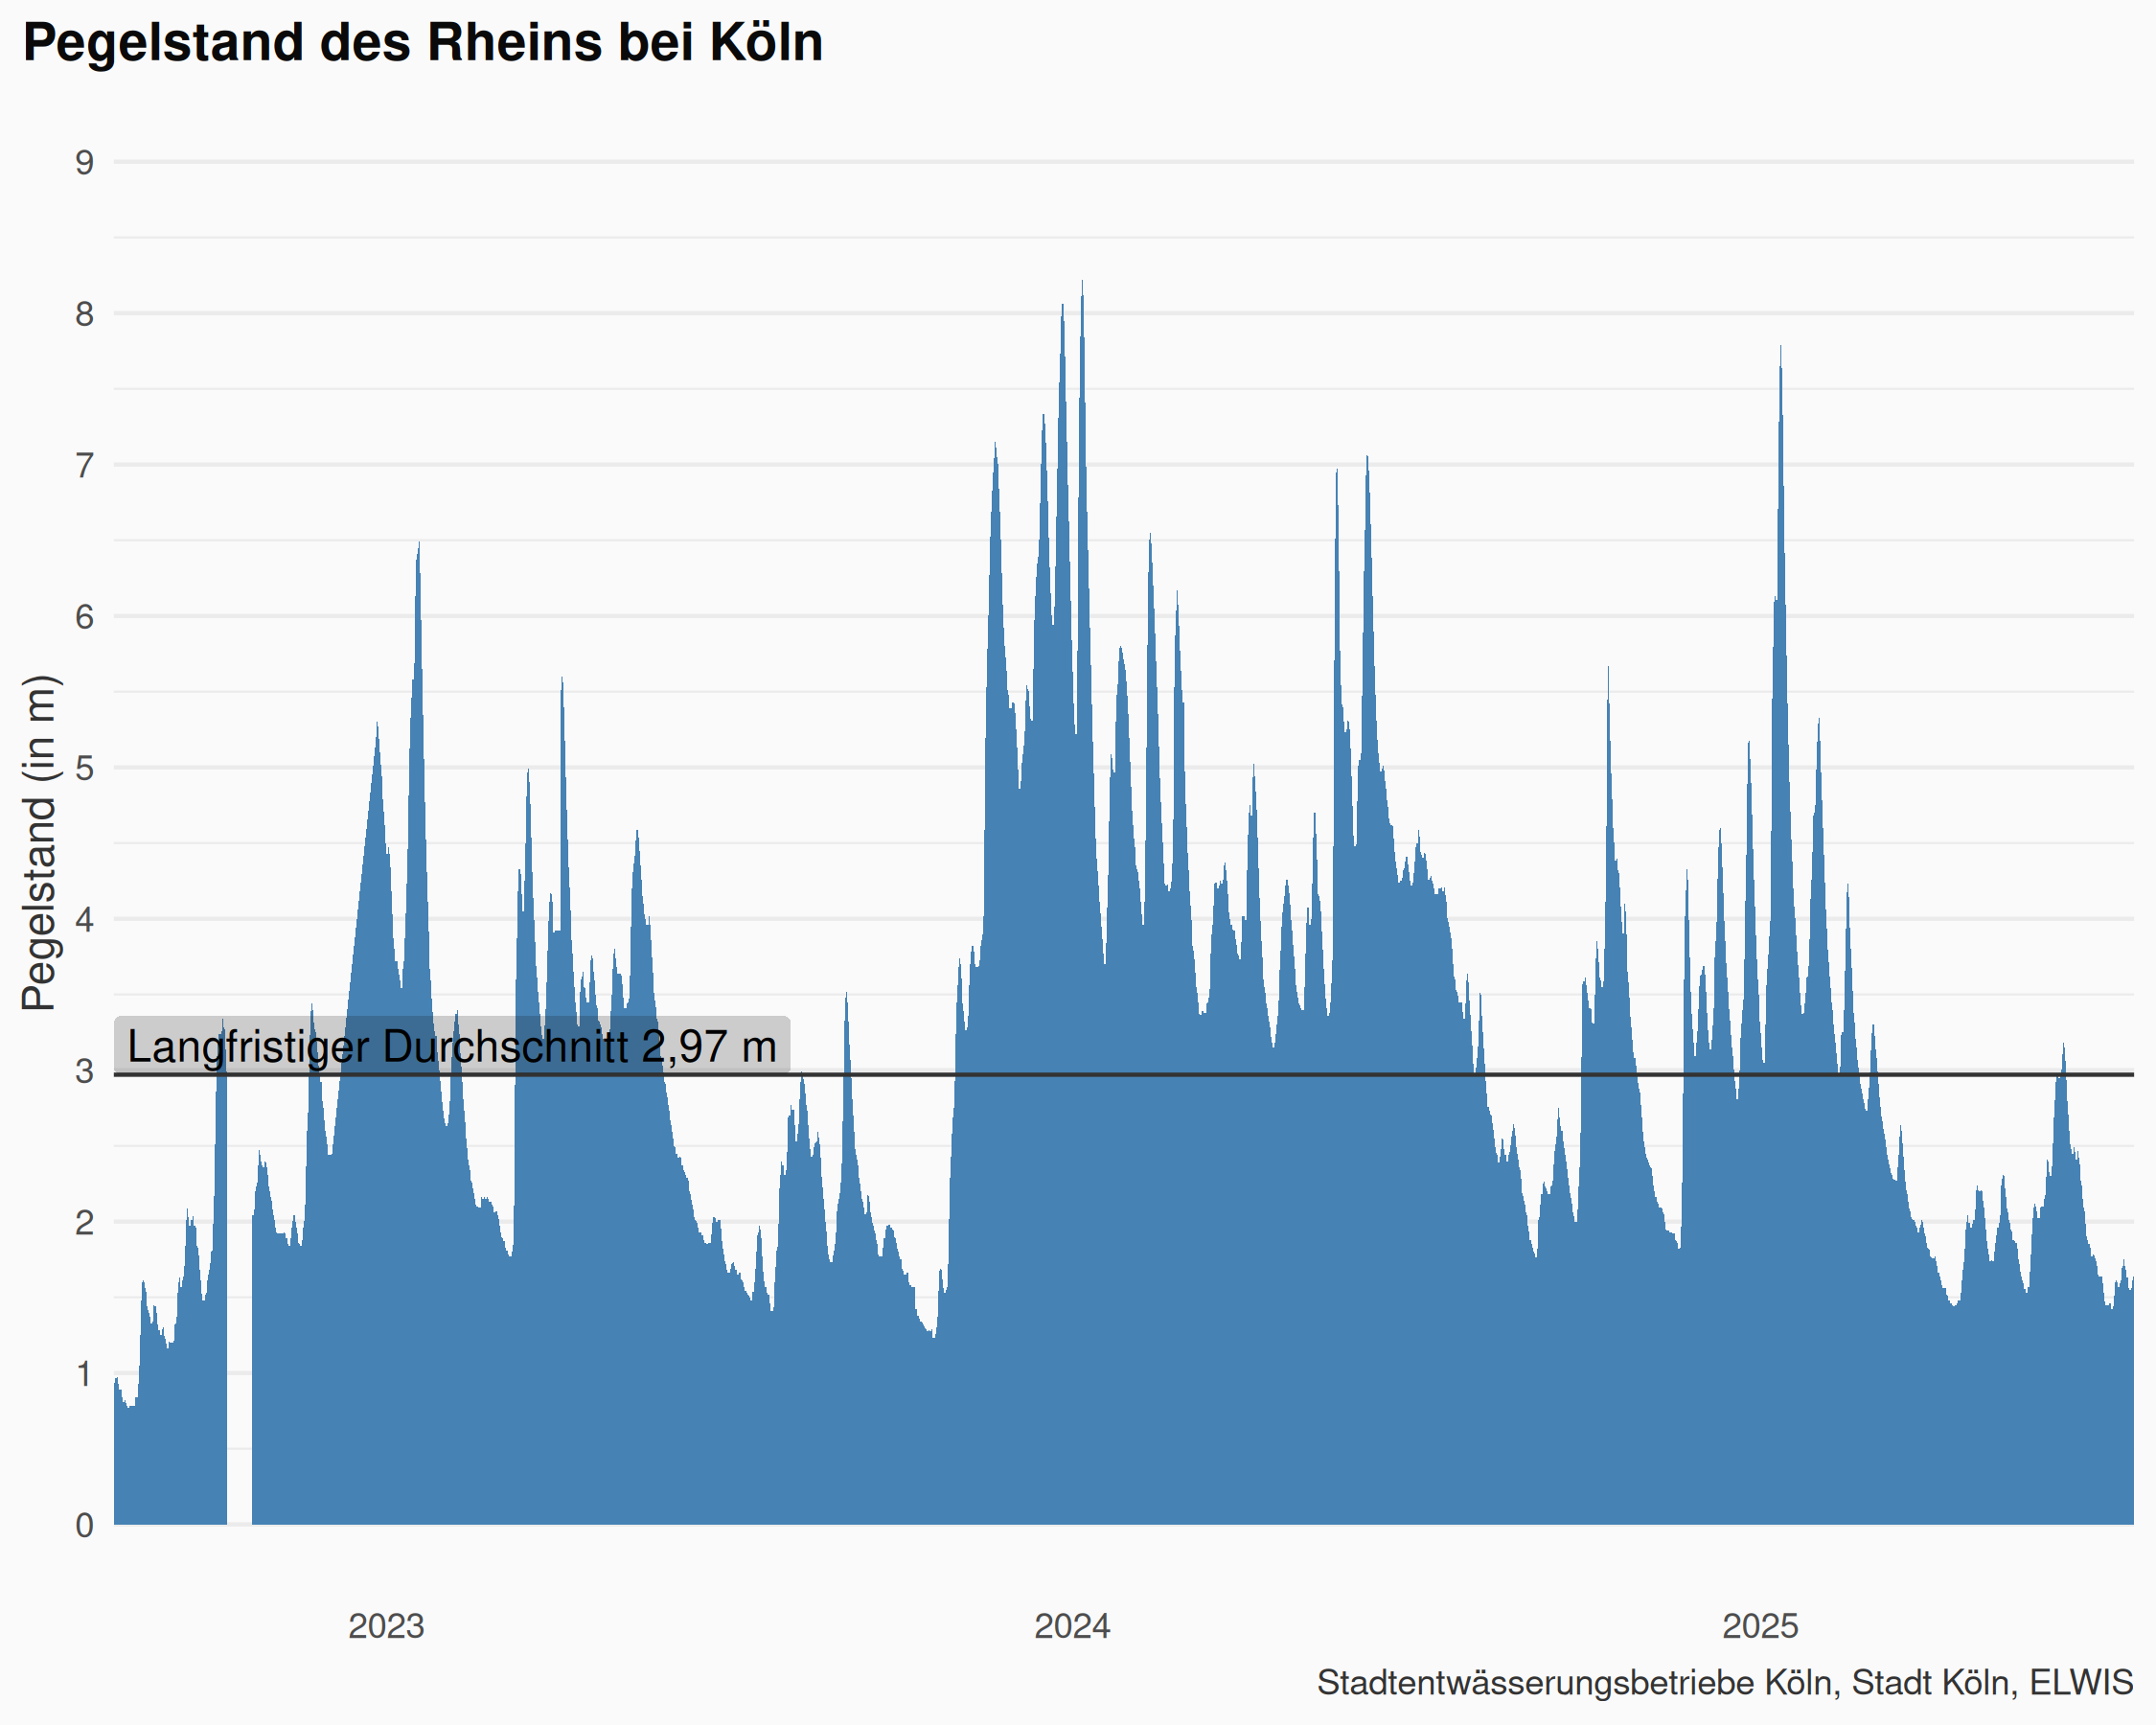 Pegelstand des Rheins bei Köln
Pegelstand (in m)
9
8
7
6
5
4
3
2
1
0
Langfristiger Durchschnitt 2,97 m
2023 2024 2025
Stadtentwässerungsbetriebe Köln, Stadt Köln, ELWIS